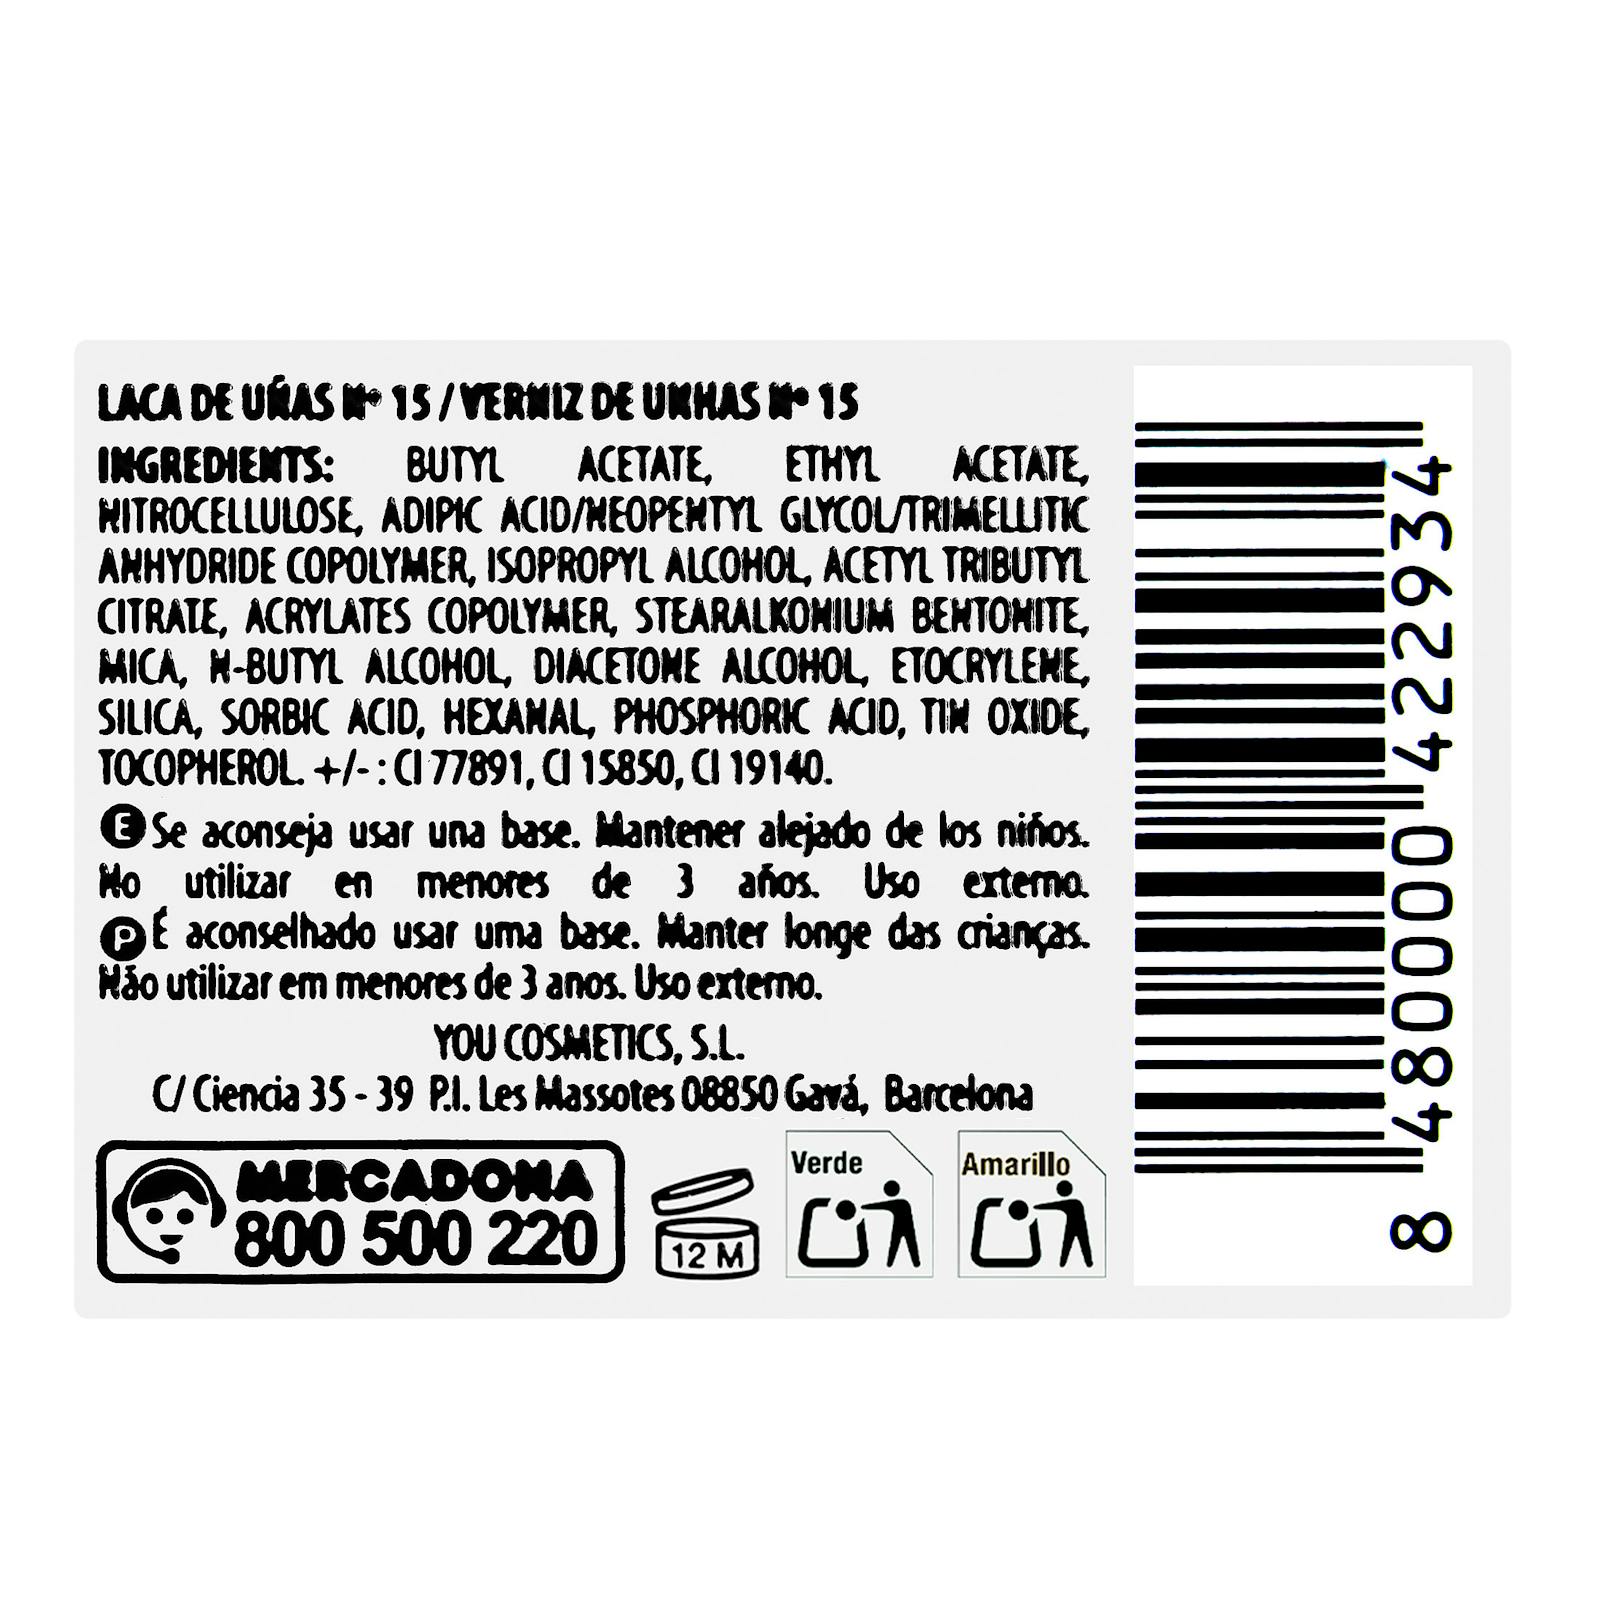 LACA DE UÑAS Nº 15 / VERNIZ DE UNHAS Nº 15
INGREDIENTS: BUTYL ACETATE, ETHYL ACETATE,
NITROCELLULOSE, ADIPIC ACID/NEOPENTYL GLYCOL/TRIMELLITIC
ANHYDRIDE COPOLYMER, ISOPROPYL ALCOHOL, ACETYL TRIBUTYL
CITRATE, ACRYLATES COPOLYMER, STEARALKONIUM BENTONITE,
MICA, N-BUTYL ALCOHOL, DIACETONE ALCOHOL, ETOCRYLENE,
SILICA, SORBIC ACID, HEXANAL, PHOSPHORIC ACID, TIN OXIDE,
TOCOPHEROL. +/- : CI 77891, CI 15850, CI 19140.
E Se aconseja usar una base. Mantener alejado de los niños.
No utilizar en menores de 3 años. Uso externo.
P É aconselhado usar uma base. Manter longe das crianças.
Não utilizar em menores de 3 anos. Uso externo.
YOU COSMETICS, S.L.
C/ Ciencia 35 - 39 P.I. Les Massotes 08850 Gavá, Barcelona
MERCADONA
800 500 220
12 M
Verde
Amarillo
8 480000 422934